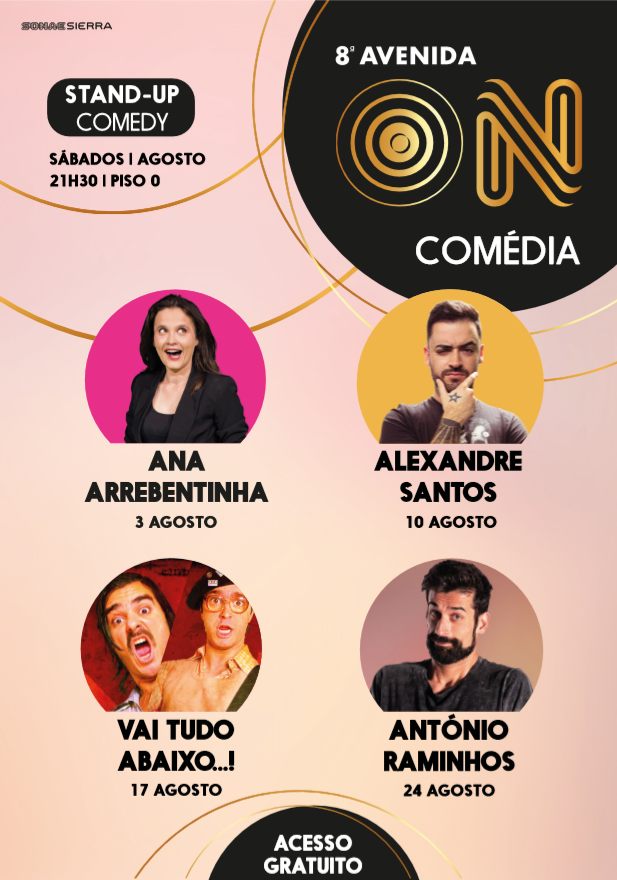 SONAE SIERRA
8ª AVENIDA
ON
COMÉDIA
STAND-UP
COMEDY
SÁBADOS | AGOSTO
21H30 | PISO 0
ANA
ARREBENTINHA
3 AGOSTO
ALEXANDRE
SANTOS
10 AGOSTO
VAI TUDO
ABAIXO...!
17 AGOSTO
ANTÓNIO
RAMINHOS
24 AGOSTO
ACESSO
GRATUITO